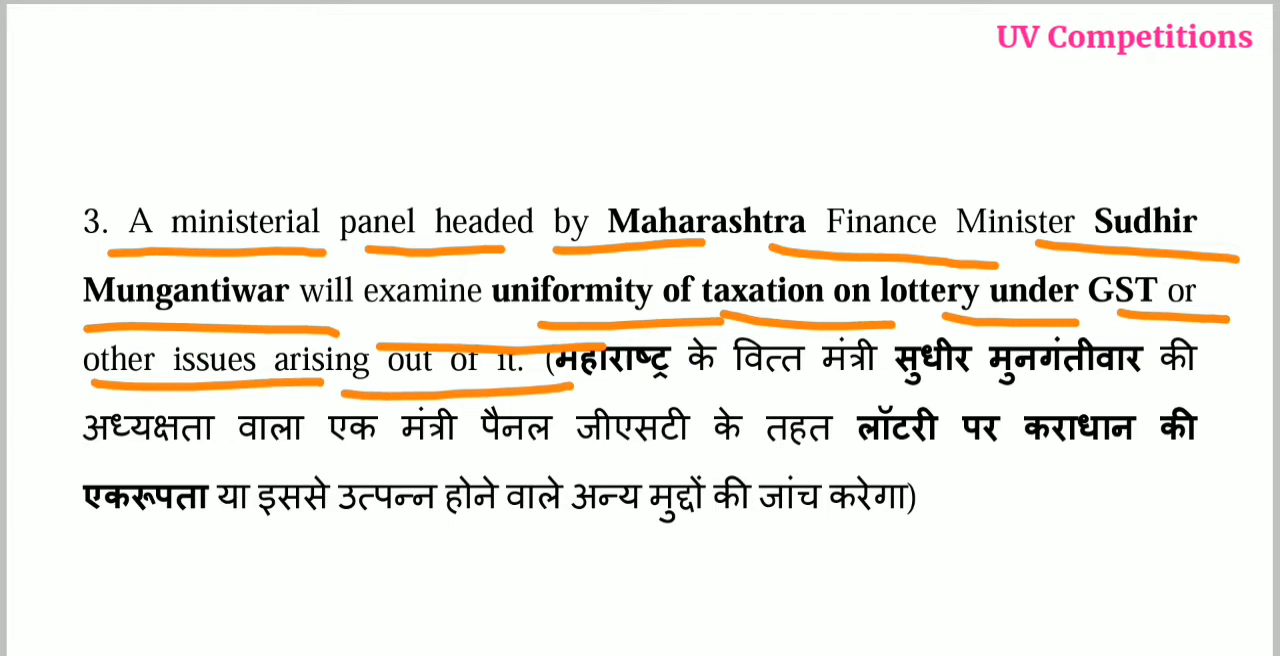 UV Competitions
3. A ministerial panel headed by Maharashtra Finance Minister Sudhir
Mungantiwar will examine uniformity of taxation on lottery under GST or
other issues arising out of it. (महाराष्ट्र के वित्त मंत्री सुधीर मुनगंतीवार की
अध्यक्षता वाला एक मंत्री पैनल जीएसटी के तहत लॉटरी पर कराधान की
एकरूपता या इससे उत्पन्न होने वाले अन्य मुद्दों की जांच करेगा)